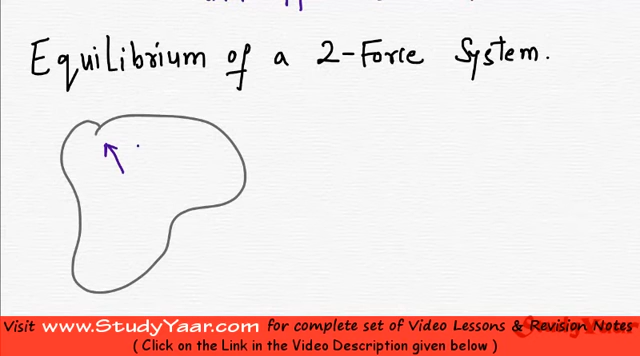 Equilibrium of a 2-Force System.
Visit www.StudyYaar.com for complete set of Video Lessons & Revision Notes
( Click on the Link in the Video Description given below )
StudyYaar